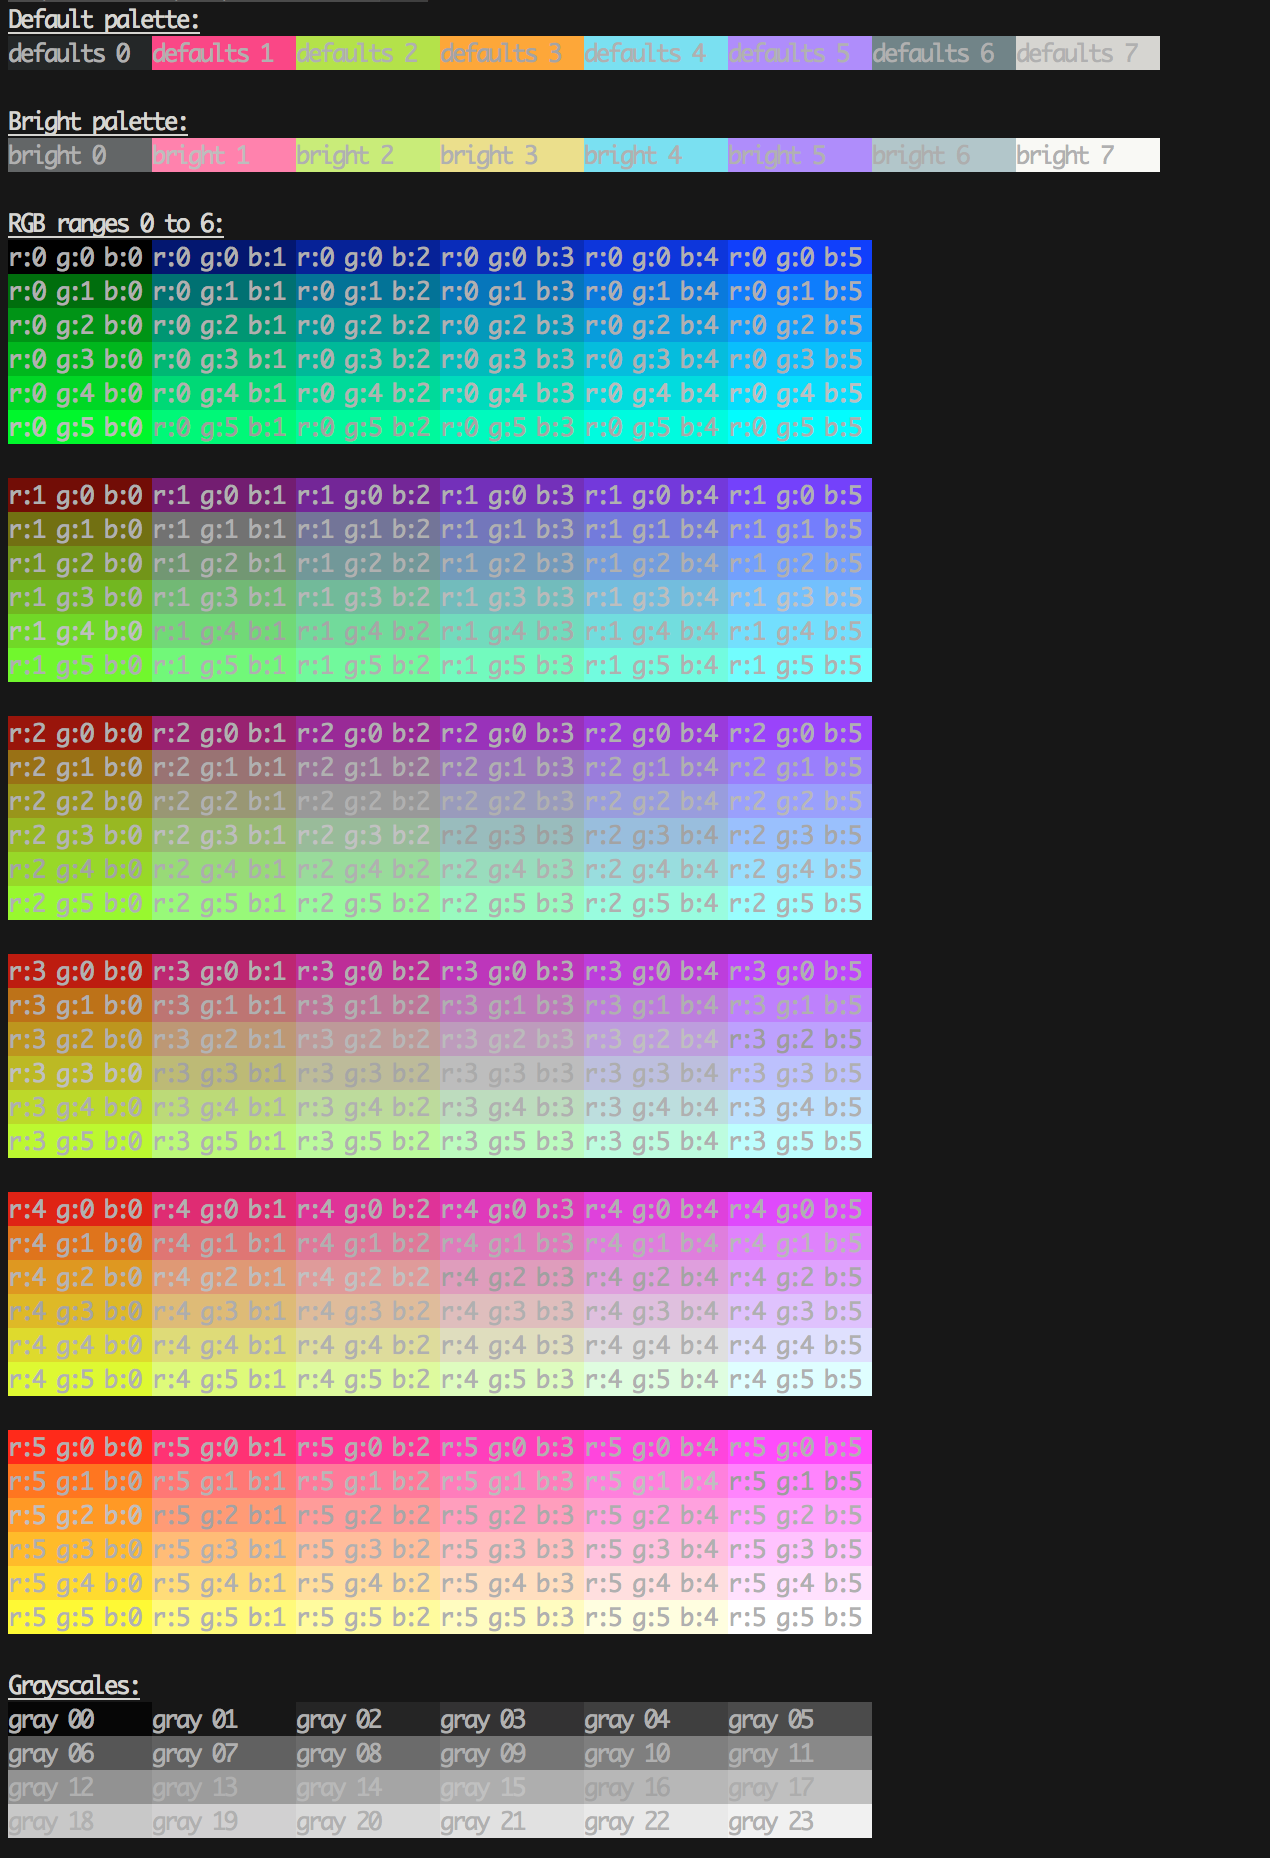 Default palette:
defaults 0 defaults 1 defaults 2 defaults 3 defaults 4 defaults 5 defaults 6 defaults 7
Bright palette:
bright 0 bright 1 bright 2 bright 3 bright 4 bright 5 bright 6 bright 7
RGB ranges 0 to 6:
r:0 g:0 b:0 r:0 g:0 b:1 r:0 g:0 b:2 r:0 g:0 b:3 r:0 g:0 b:4 r:0 g:0 b:5
r:0 g:1 b:0 r:0 g:1 b:1 r:0 g:1 b:2 r:0 g:1 b:3 r:0 g:1 b:4 r:0 g:1 b:5
r:0 g:2 b:0 r:0 g:2 b:1 r:0 g:2 b:2 r:0 g:2 b:3 r:0 g:2 b:4 r:0 g:2 b:5
r:0 g:3 b:0 r:0 g:3 b:1 r:0 g:3 b:2 r:0 g:3 b:3 r:0 g:3 b:4 r:0 g:3 b:5
r:0 g:4 b:0 r:0 g:4 b:1 r:0 g:4 b:2 r:0 g:4 b:3 r:0 g:4 b:4 r:0 g:4 b:5
r:0 g:5 b:0 r:0 g:5 b:1 r:0 g:5 b:2 r:0 g:5 b:3 r:0 g:5 b:4 r:0 g:5 b:5
r:1 g:0 b:0 r:1 g:0 b:1 r:1 g:0 b:2 r:1 g:0 b:3 r:1 g:0 b:4 r:1 g:0 b:5
r:1 g:1 b:0 r:1 g:1 b:1 r:1 g:1 b:2 r:1 g:1 b:3 r:1 g:1 b:4 r:1 g:1 b:5
r:1 g:2 b:0 r:1 g:2 b:1 r:1 g:2 b:2 r:1 g:2 b:3 r:1 g:2 b:4 r:1 g:2 b:5
r:1 g:3 b:0 r:1 g:3 b:1 r:1 g:3 b:2 r:1 g:3 b:3 r:1 g:3 b:4 r:1 g:3 b:5
r:1 g:4 b:0 r:1 g:4 b:1 r:1 g:4 b:2 r:1 g:4 b:3 r:1 g:4 b:4 r:1 g:4 b:5
r:1 g:5 b:0 r:1 g:5 b:1 r:1 g:5 b:2 r:1 g:5 b:3 r:1 g:5 b:4 r:1 g:5 b:5
r:2 g:0 b:0 r:2 g:0 b:1 r:2 g:0 b:2 r:2 g:0 b:3 r:2 g:0 b:4 r:2 g:0 b:5
r:2 g:1 b:0 r:2 g:1 b:1 r:2 g:1 b:2 r:2 g:1 b:3 r:2 g:1 b:4 r:2 g:1 b:5
r:2 g:2 b:0 r:2 g:2 b:1 r:2 g:2 b:2 r:2 g:2 b:3 r:2 g:2 b:4 r:2 g:2 b:5
r:2 g:3 b:0 r:2 g:3 b:1 r:2 g:3 b:2 r:2 g:3 b:3 r:2 g:3 b:4 r:2 g:3 b:5
r:2 g:4 b:0 r:2 g:4 b:1 r:2 g:4 b:2 r:2 g:4 b:3 r:2 g:4 b:4 r:2 g:4 b:5
r:2 g:5 b:0 r:2 g:5 b:1 r:2 g:5 b:2 r:2 g:5 b:3 r:2 g:5 b:4 r:2 g:5 b:5
r:3 g:0 b:0 r:3 g:0 b:1 r:3 g:0 b:2 r:3 g:0 b:3 r:3 g:0 b:4 r:3 g:0 b:5
r:3 g:1 b:0 r:3 g:1 b:1 r:3 g:1 b:2 r:3 g:1 b:3 r:3 g:1 b:4 r:3 g:1 b:5
r:3 g:2 b:0 r:3 g:2 b:1 r:3 g:2 b:2 r:3 g:2 b:3 r:3 g:2 b:4 r:3 g:2 b:5
r:3 g:3 b:0 r:3 g:3 b:1 r:3 g:3 b:2 r:3 g:3 b:3 r:3 g:3 b:4 r:3 g:3 b:5
r:3 g:4 b:0 r:3 g:4 b:1 r:3 g:4 b:2 r:3 g:4 b:3 r:3 g:4 b:4 r:3 g:4 b:5
r:3 g:5 b:0 r:3 g:5 b:1 r:3 g:5 b:2 r:3 g:5 b:3 r:3 g:5 b:4 r:3 g:5 b:5
r:4 g:0 b:0 r:4 g:0 b:1 r:4 g:0 b:2 r:4 g:0 b:3 r:4 g:0 b:4 r:4 g:0 b:5
r:4 g:1 b:0 r:4 g:1 b:1 r:4 g:1 b:2 r:4 g:1 b:3 r:4 g:1 b:4 r:4 g:1 b:5
r:4 g:2 b:0 r:4 g:2 b:1 r:4 g:2 b:2 r:4 g:2 b:3 r:4 g:2 b:4 r:4 g:2 b:5
r:4 g:3 b:0 r:4 g:3 b:1 r:4 g:3 b:2 r:4 g:3 b:3 r:4 g:3 b:4 r:4 g:3 b:5
r:4 g:4 b:0 r:4 g:4 b:1 r:4 g:4 b:2 r:4 g:4 b:3 r:4 g:4 b:4 r:4 g:4 b:5
r:4 g:5 b:0 r:4 g:5 b:1 r:4 g:5 b:2 r:4 g:5 b:3 r:4 g:5 b:4 r:4 g:5 b:5
r:5 g:0 b:0 r:5 g:0 b:1 r:5 g:0 b:2 r:5 g:0 b:3 r:5 g:0 b:4 r:5 g:0 b:5
r:5 g:1 b:0 r:5 g:1 b:1 r:5 g:1 b:2 r:5 g:1 b:3 r:5 g:1 b:4 r:5 g:1 b:5
r:5 g:2 b:0 r:5 g:2 b:1 r:5 g:2 b:2 r:5 g:2 b:3 r:5 g:2 b:4 r:5 g:2 b:5
r:5 g:3 b:0 r:5 g:3 b:1 r:5 g:3 b:2 r:5 g:3 b:3 r:5 g:3 b:4 r:5 g:3 b:5
r:5 g:4 b:0 r:5 g:4 b:1 r:5 g:4 b:2 r:5 g:4 b:3 r:5 g:4 b:4 r:5 g:4 b:5
r:5 g:5 b:0 r:5 g:5 b:1 r:5 g:5 b:2 r:5 g:5 b:3 r:5 g:5 b:4 r:5 g:5 b:5
Grayscales:
gray 00 gray 01 gray 02 gray 03 gray 04 gray 05
gray 06 gray 07 gray 08 gray 09 gray 10 gray 11
gray 12 gray 13 gray 14 gray 15 gray 16 gray 17
gray 18 gray 19 gray 20 gray 21 gray 22 gray 23